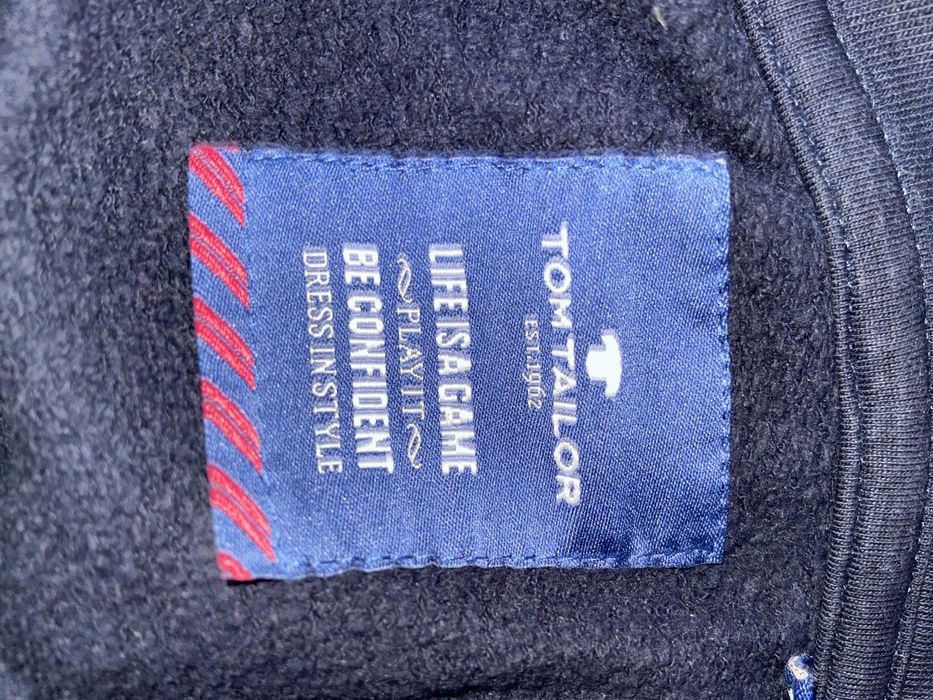 TOM TAILOR
EST. 1962
LIFE IS A GAME
PLAY IT
BE CONFIDENT
DRESS IN STYLE